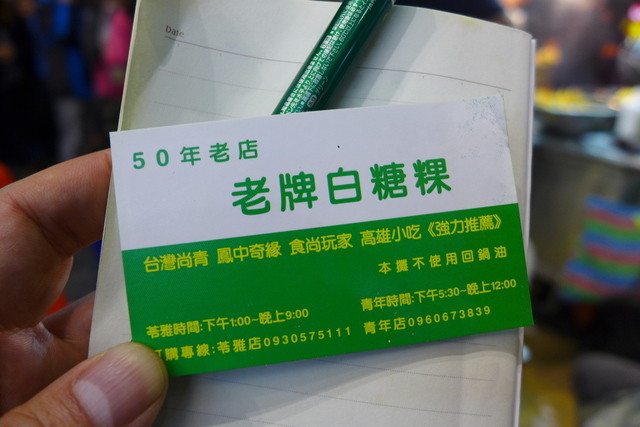 Date
50年老店
老牌白糖粿
台灣尚青 鳳中奇緣 食尚玩家 高雄小吃《強力推薦》
本攤不使用回鍋油
苓雅時間:下午1:00~晚上9:00
青年時間:下午5:30~晚上12:00
訂購專線:苓雅店0930575111 青年店0960673839